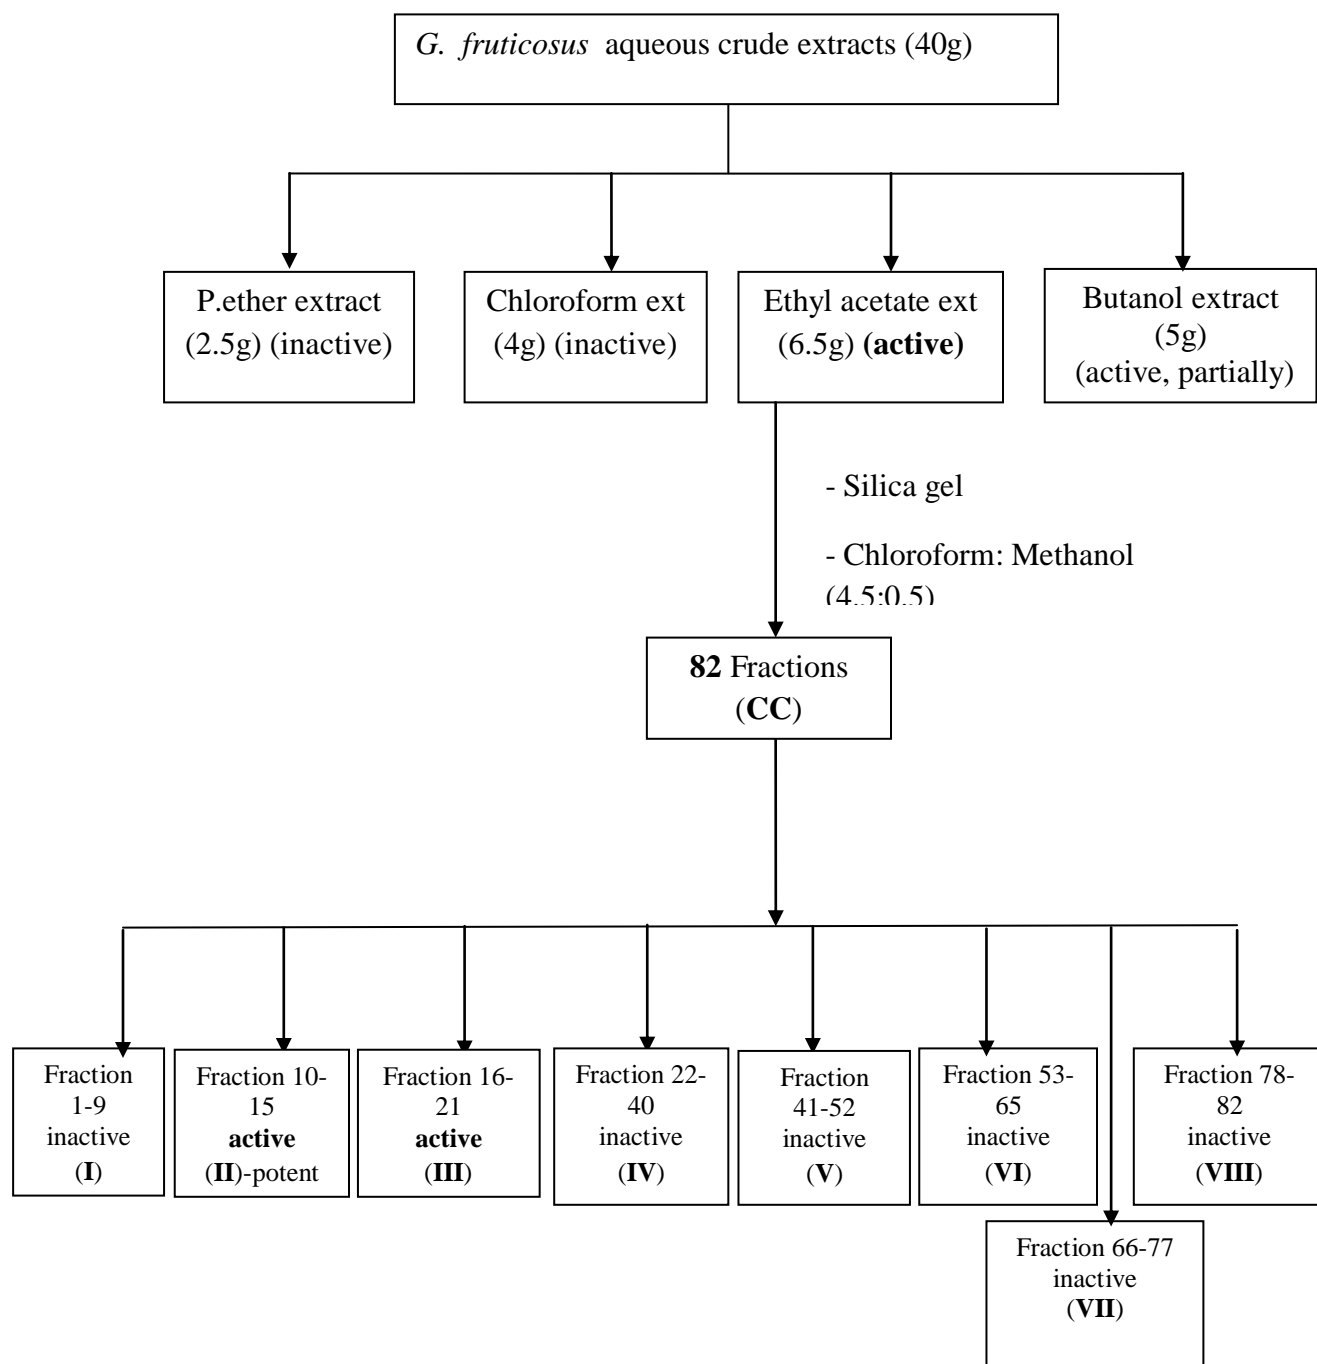 G. fruticosus aqueous crude extracts (40g)
P.ether extract
(2.5g) (inactive)
Chloroform ext
(4g) (inactive)
Ethyl acetate ext
(6.5g) (active)
Butanol extract
(5g)
(active, partially)
- Silica gel
- Chloroform: Methanol
(4.5:0.5)
82 Fractions
(CC)
Fraction
1-9
inactive
(I)
Fraction 10-
15
active
(II)-potent
Fraction 16-
21
active
(III)
Fraction 22-
40
inactive
(IV)
Fraction
41-52
inactive
(V)
Fraction 53-
65
inactive
(VI)
Fraction 78-
82
inactive
(VIII)
Fraction 66-77
inactive
(VII)